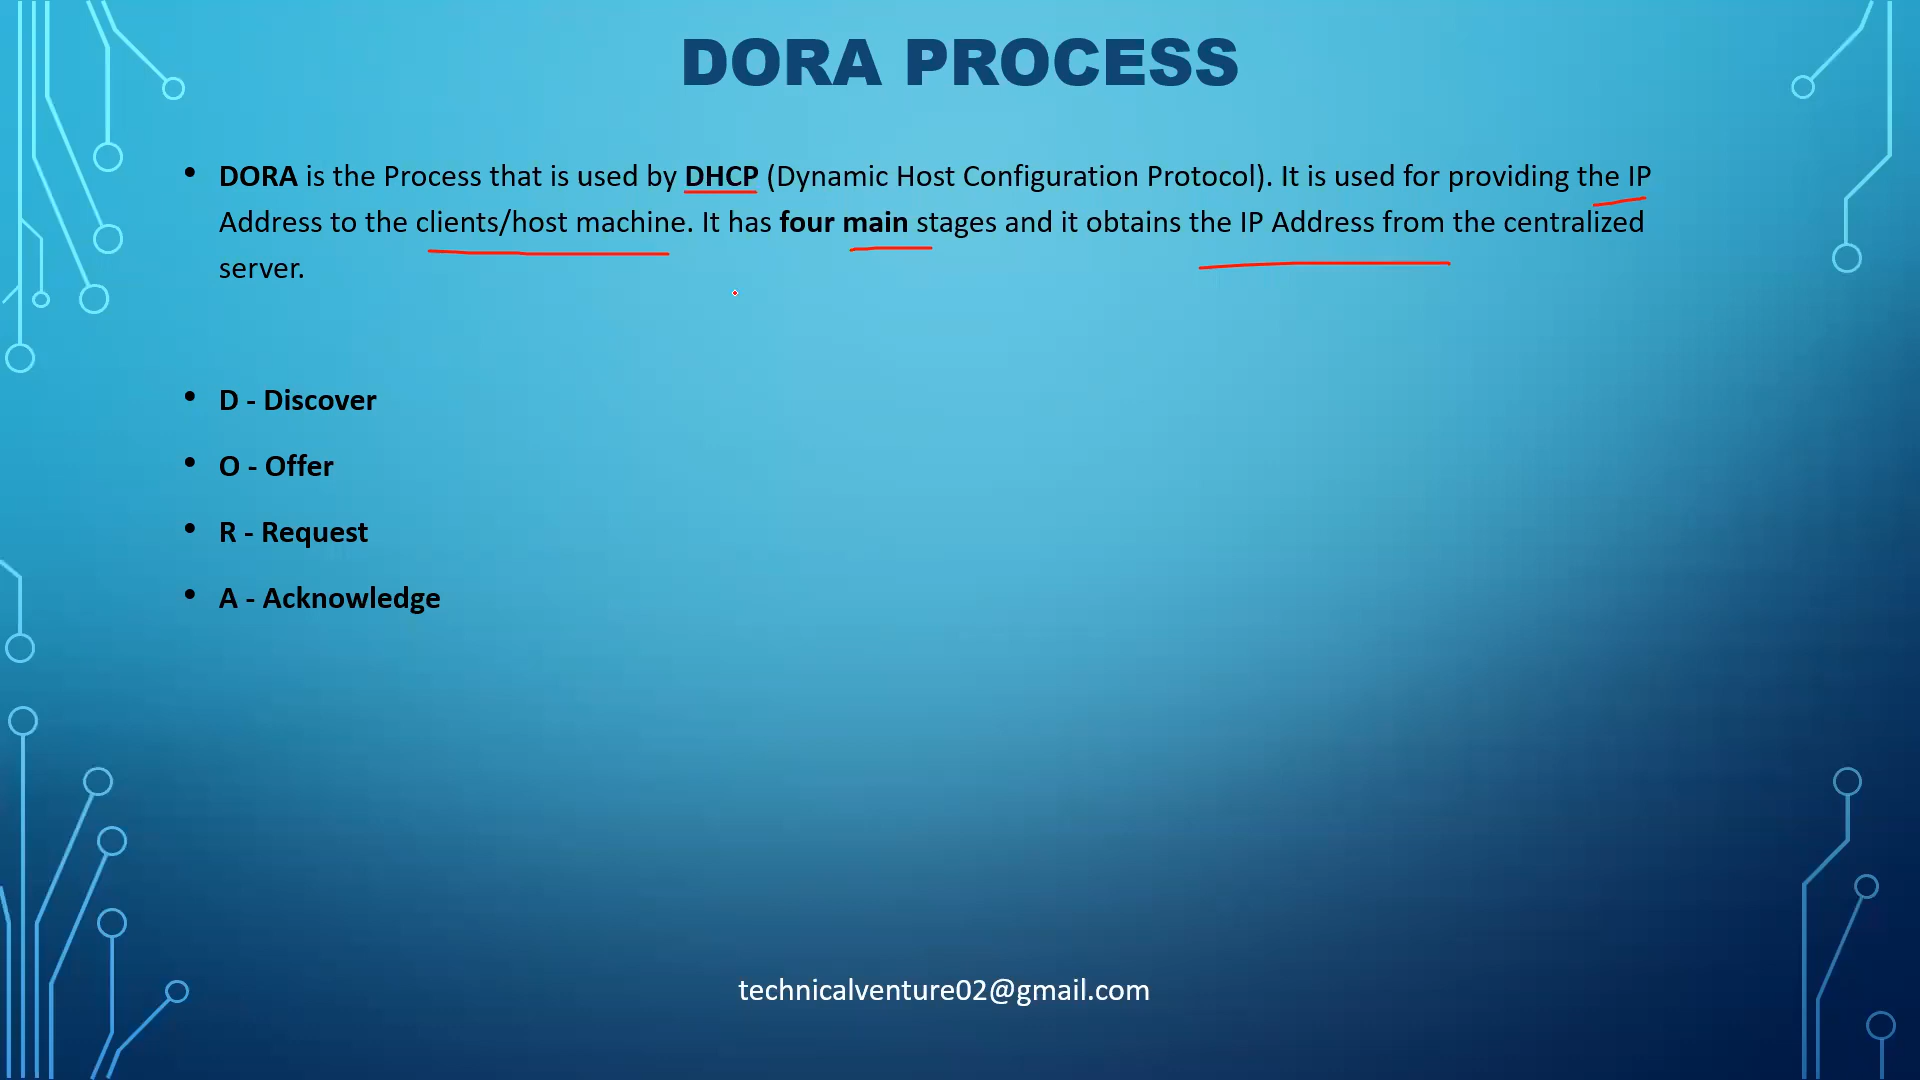 DORA PROCESS
• DORA is the Process that is used by DHCP (Dynamic Host Configuration Protocol). It is used for providing the IP
Address to the clients/host machine. It has four main stages and it obtains the IP Address from the centralized
server.
• D - Discover
• O - Offer
• R - Request
• A - Acknowledge
technicalventure02@gmail.com